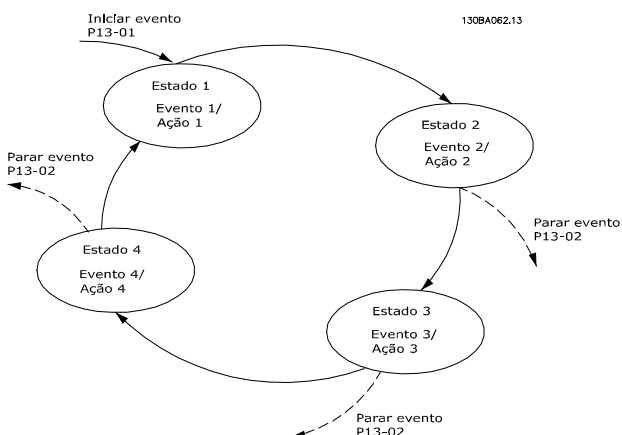 Iniciar evento
P13-01
130BA062.13
Estado 1
Evento 1/
Ação 1
Estado 2
Evento 2/
Ação 2
Parar evento
P13-02
Parar evento
P13-02
Estado 4
Evento 4/
Ação 4
Estado 3
Evento 3/
Ação 3
Parar evento
P13-02